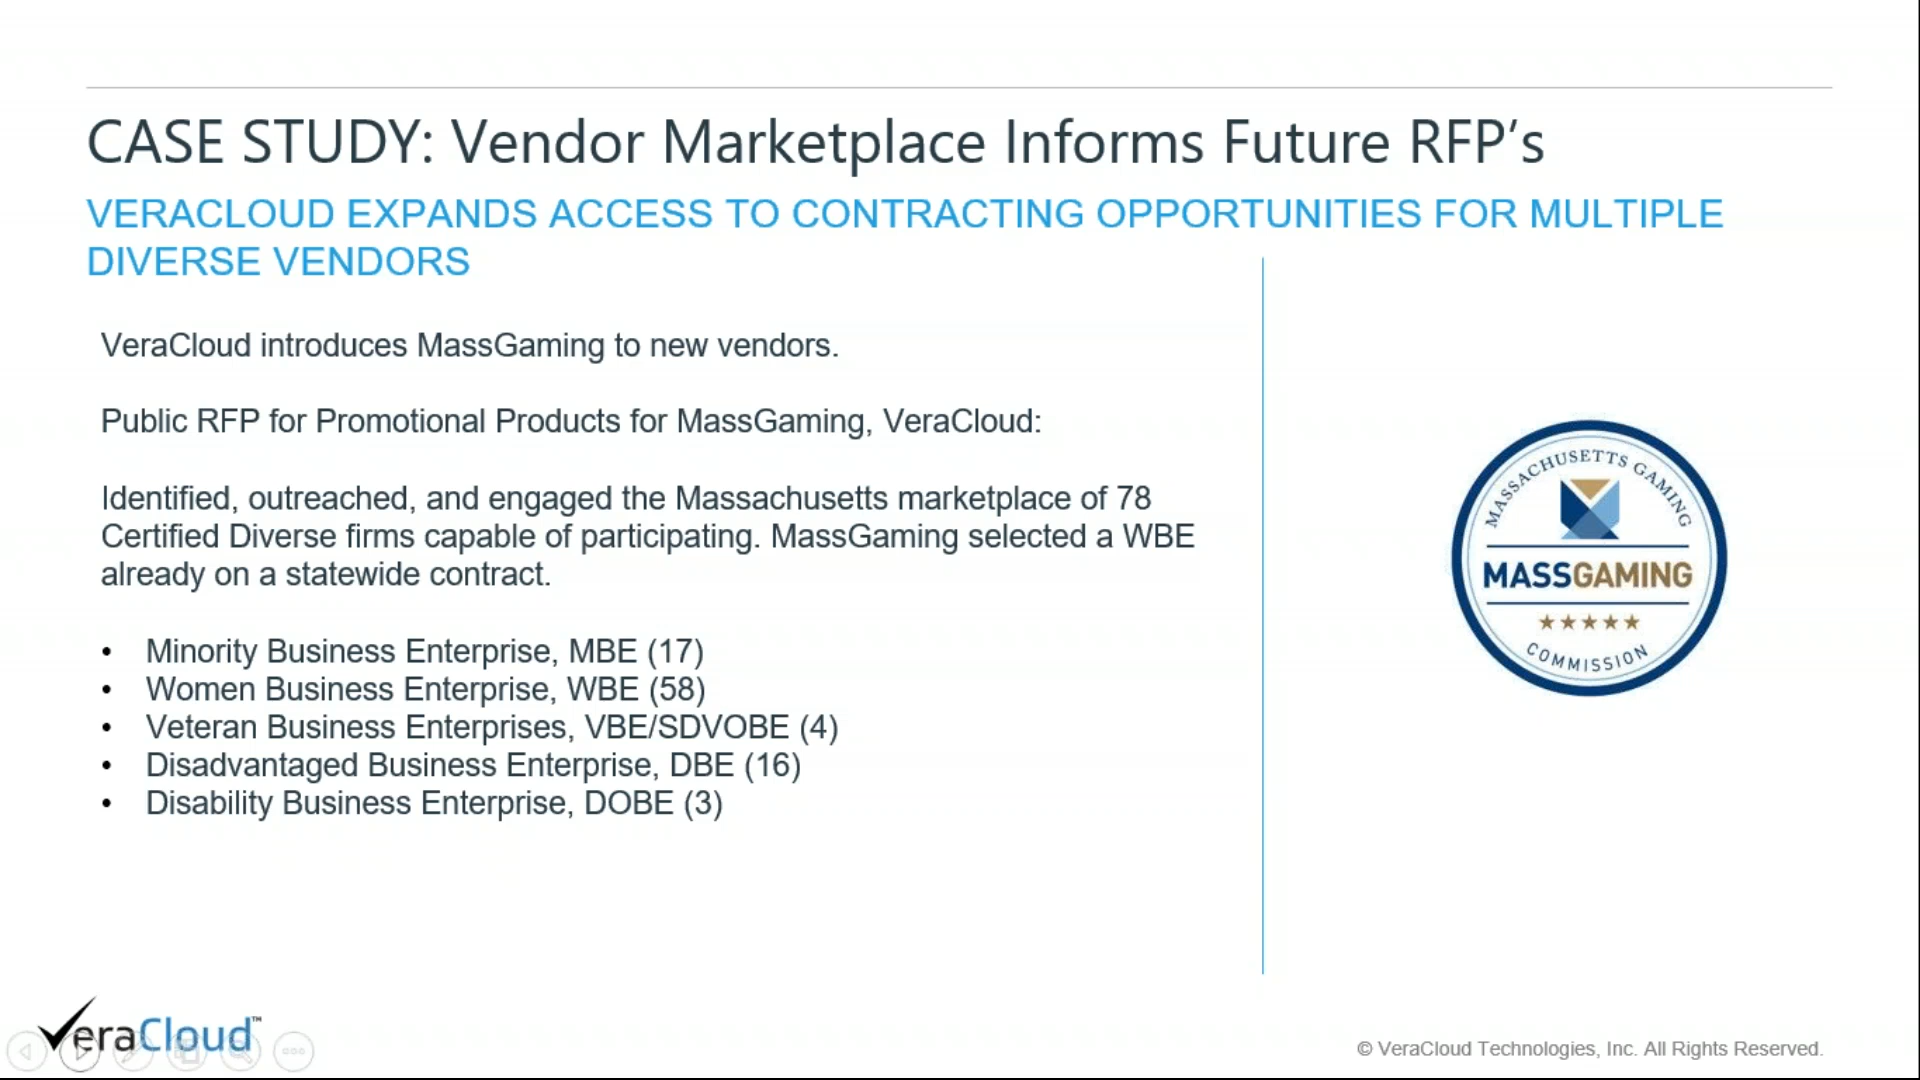 CASE STUDY: Vendor Marketplace Informs Future RFP’s
VERACLOUD EXPANDS ACCESS TO CONTRACTING OPPORTUNITIES FOR MULTIPLE
DIVERSE VENDORS
VeraCloud introduces MassGaming to new vendors.
Public RFP for Promotional Products for MassGaming, VeraCloud:
Identified, outreached, and engaged the Massachusetts marketplace of 78
Certified Diverse firms capable of participating. MassGaming selected a WBE
already on a statewide contract.
• Minority Business Enterprise, MBE (17)
• Women Business Enterprise, WBE (58)
• Veteran Business Enterprises, VBE/SDVOBE (4)
• Disadvantaged Business Enterprise, DBE (16)
• Disability Business Enterprise, DOBE (3)
MASSACHUSETTS GAMING
MASSGAMING
COMMISSION
VeraCloud™
© VeraCloud Technologies, Inc. All Rights Reserved.